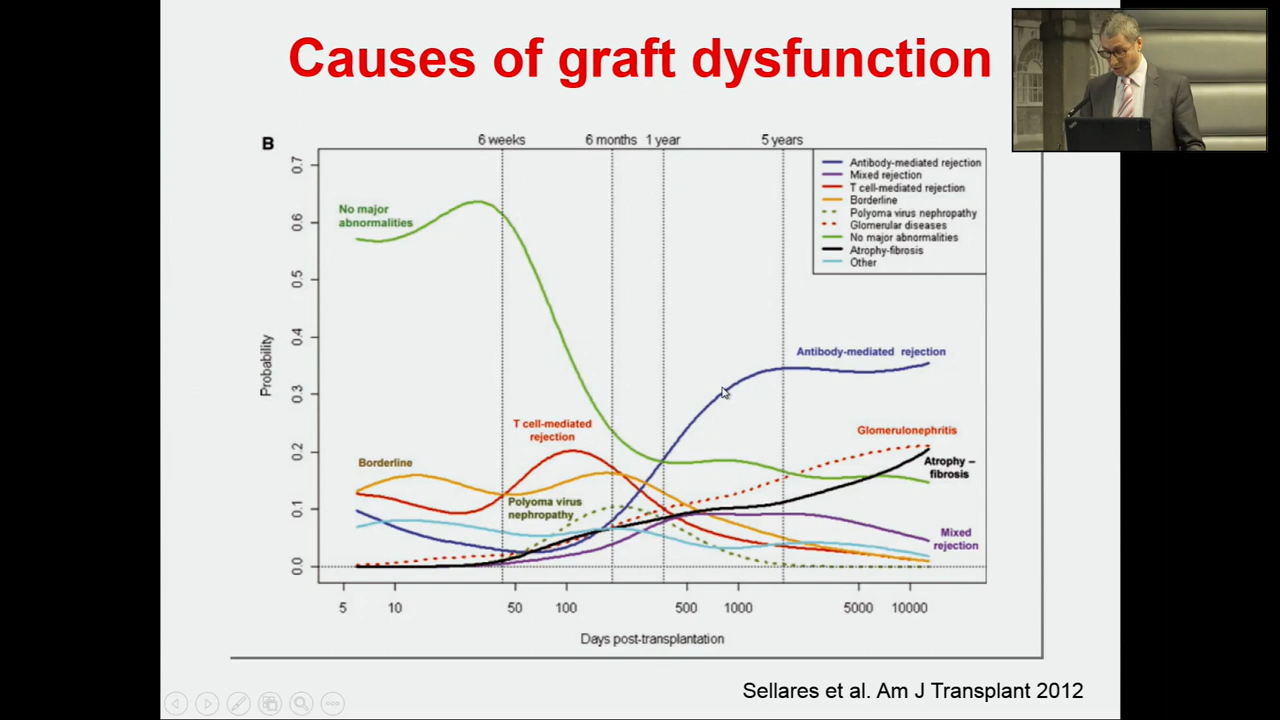 Causes of graft dysfunction
B
6 weeks
6 months
1 year
5 years
Antibody-mediated rejection
Mixed rejection
T cell-mediated rejection
Borderline
Polyoma virus nephropathy
Glomerular diseases
No major abnormalities
Atrophy-fibrosis
Other
0.7
0.6
0.5
0.4
0.3
0.2
0.1
0.0
Probability
No major
abnormalities
Antibody-mediated rejection
T cell-mediated
rejection
Glomerulonephritis
Borderline
Atrophy –
fibrosis
Polyoma virus
nephropathy
Mixed
rejection
5
10
50
100
500
1000
5000
10000
Days post-transplantation
Sellares et al. Am J Transplant 2012